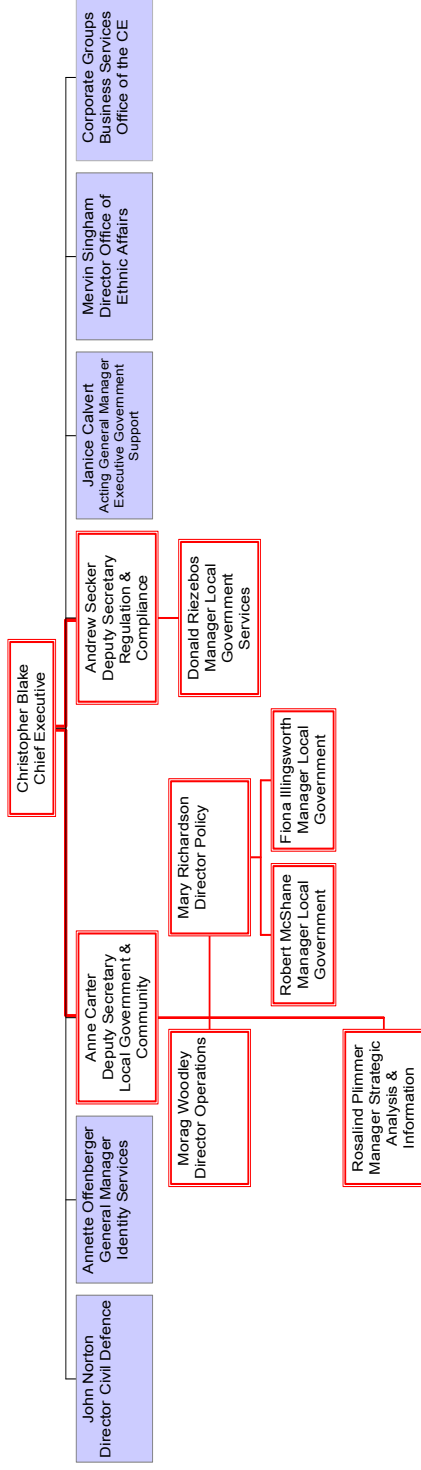 Christopher Blake
Chief Executive
John Norton
Director Civil Defence
Annette Offenberger
General Manager
Identity Services
Anne Carter
Deputy Secretary
Local Government &
Community
Andrew Secker
Deputy Secretary
Regulation &
Compliance
Janice Calvert
Acting General Manager
Executive Government
Support
Mervin Singham
Director Office of
Ethnic Affairs
Corporate Groups
Business Services
Office of the CE
Morag Woodley
Director Operations
Mary Richardson
Director Policy
Donald Riezebos
Manager Local
Government
Services
Robert McShane
Manager Local
Government
Fiona Illingsworth
Manager Local
Government
Rosalind Plimmer
Manager Strategic
Analysis &
Information